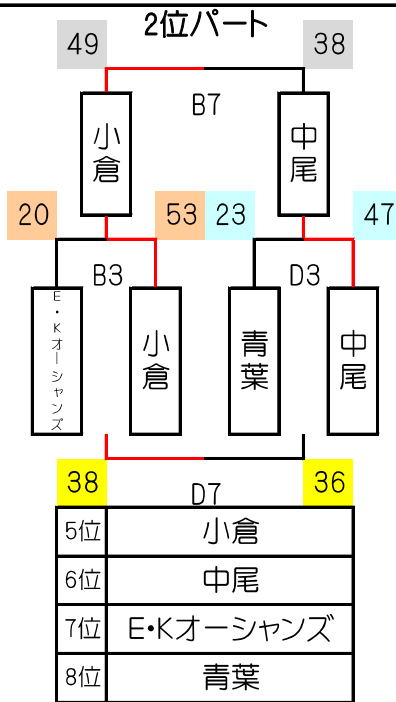 2位パート
49 38
B7
小倉 中尾
20 53 23 47
B3 D3
E・Kオーシャンズ 小倉 青葉 中尾
38 36
D7
5位 小倉
6位 中尾
7位 E・Kオーシャンズ
8位 青葉